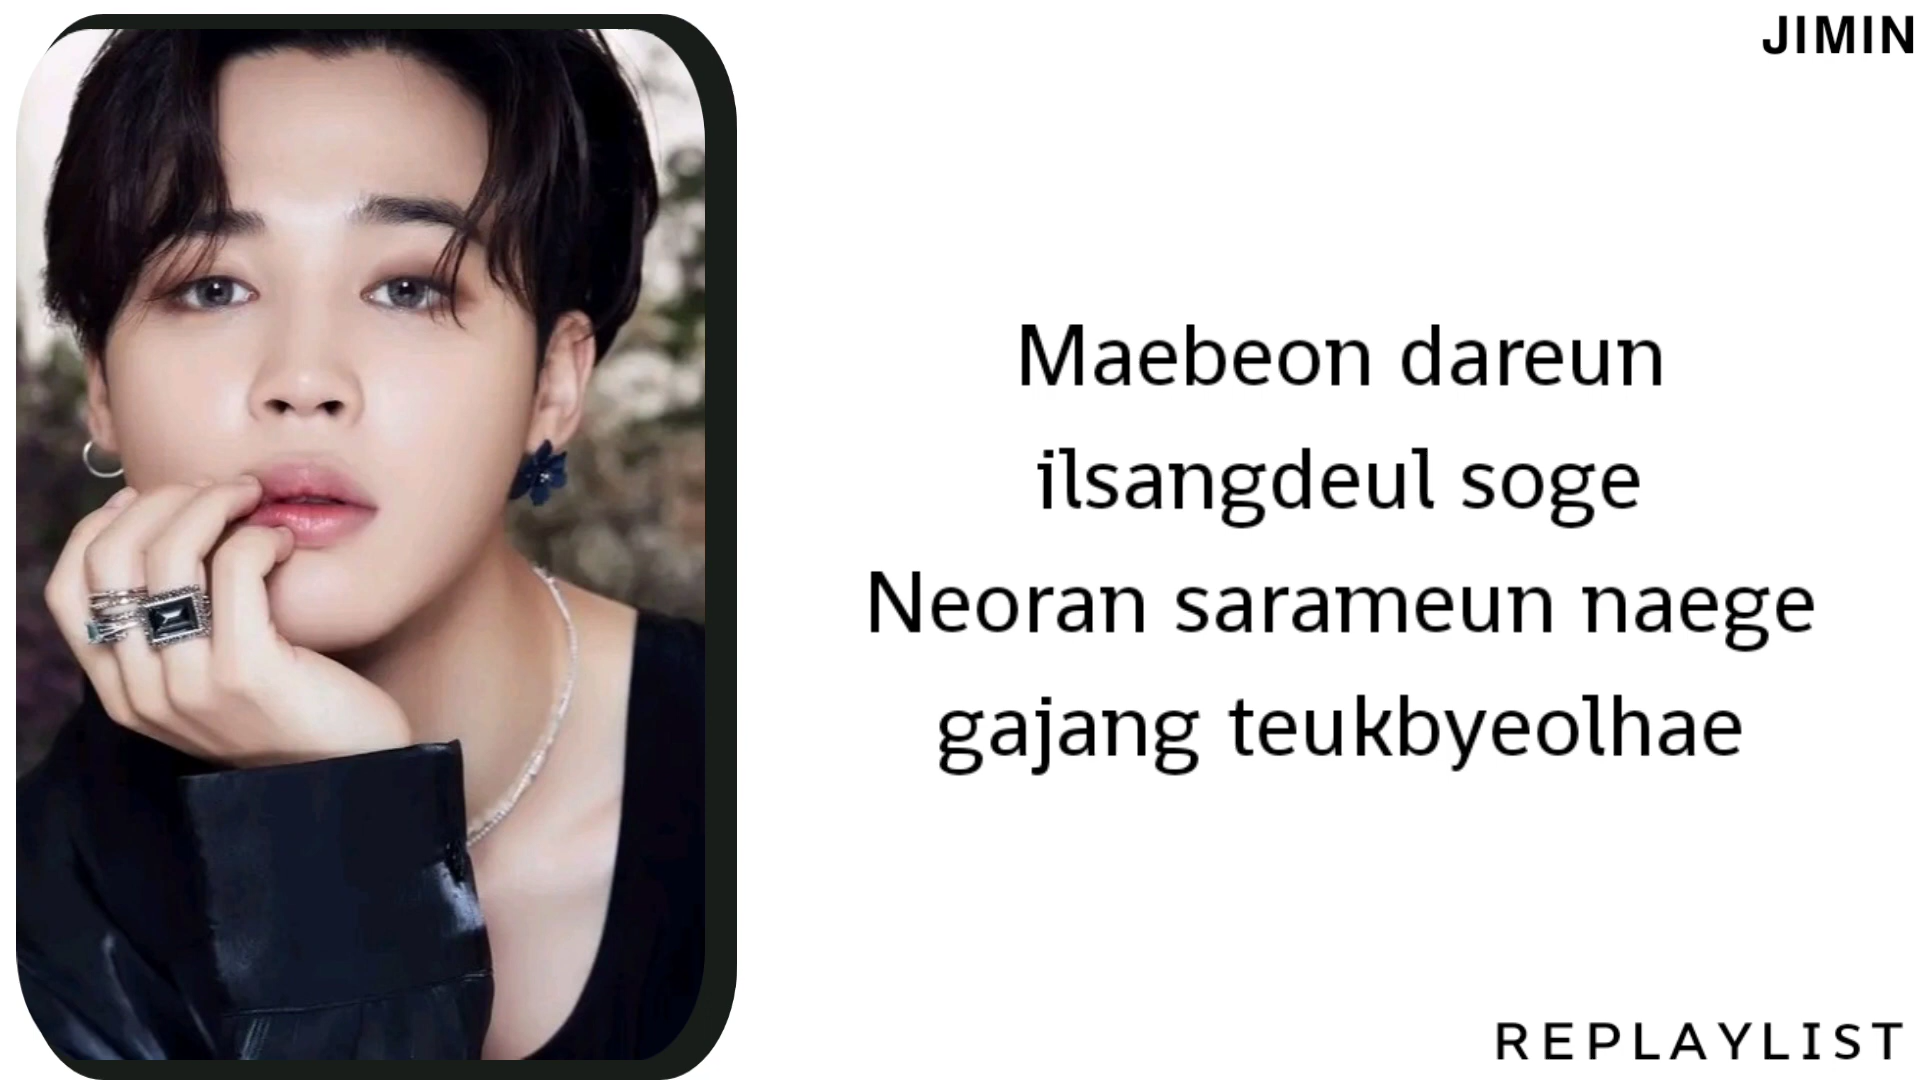 JIMIN
Maebeon dareun
ilsangdeul soge
Neoran sarameun naege
gajang teukbyeolhae
REPLAYLIST